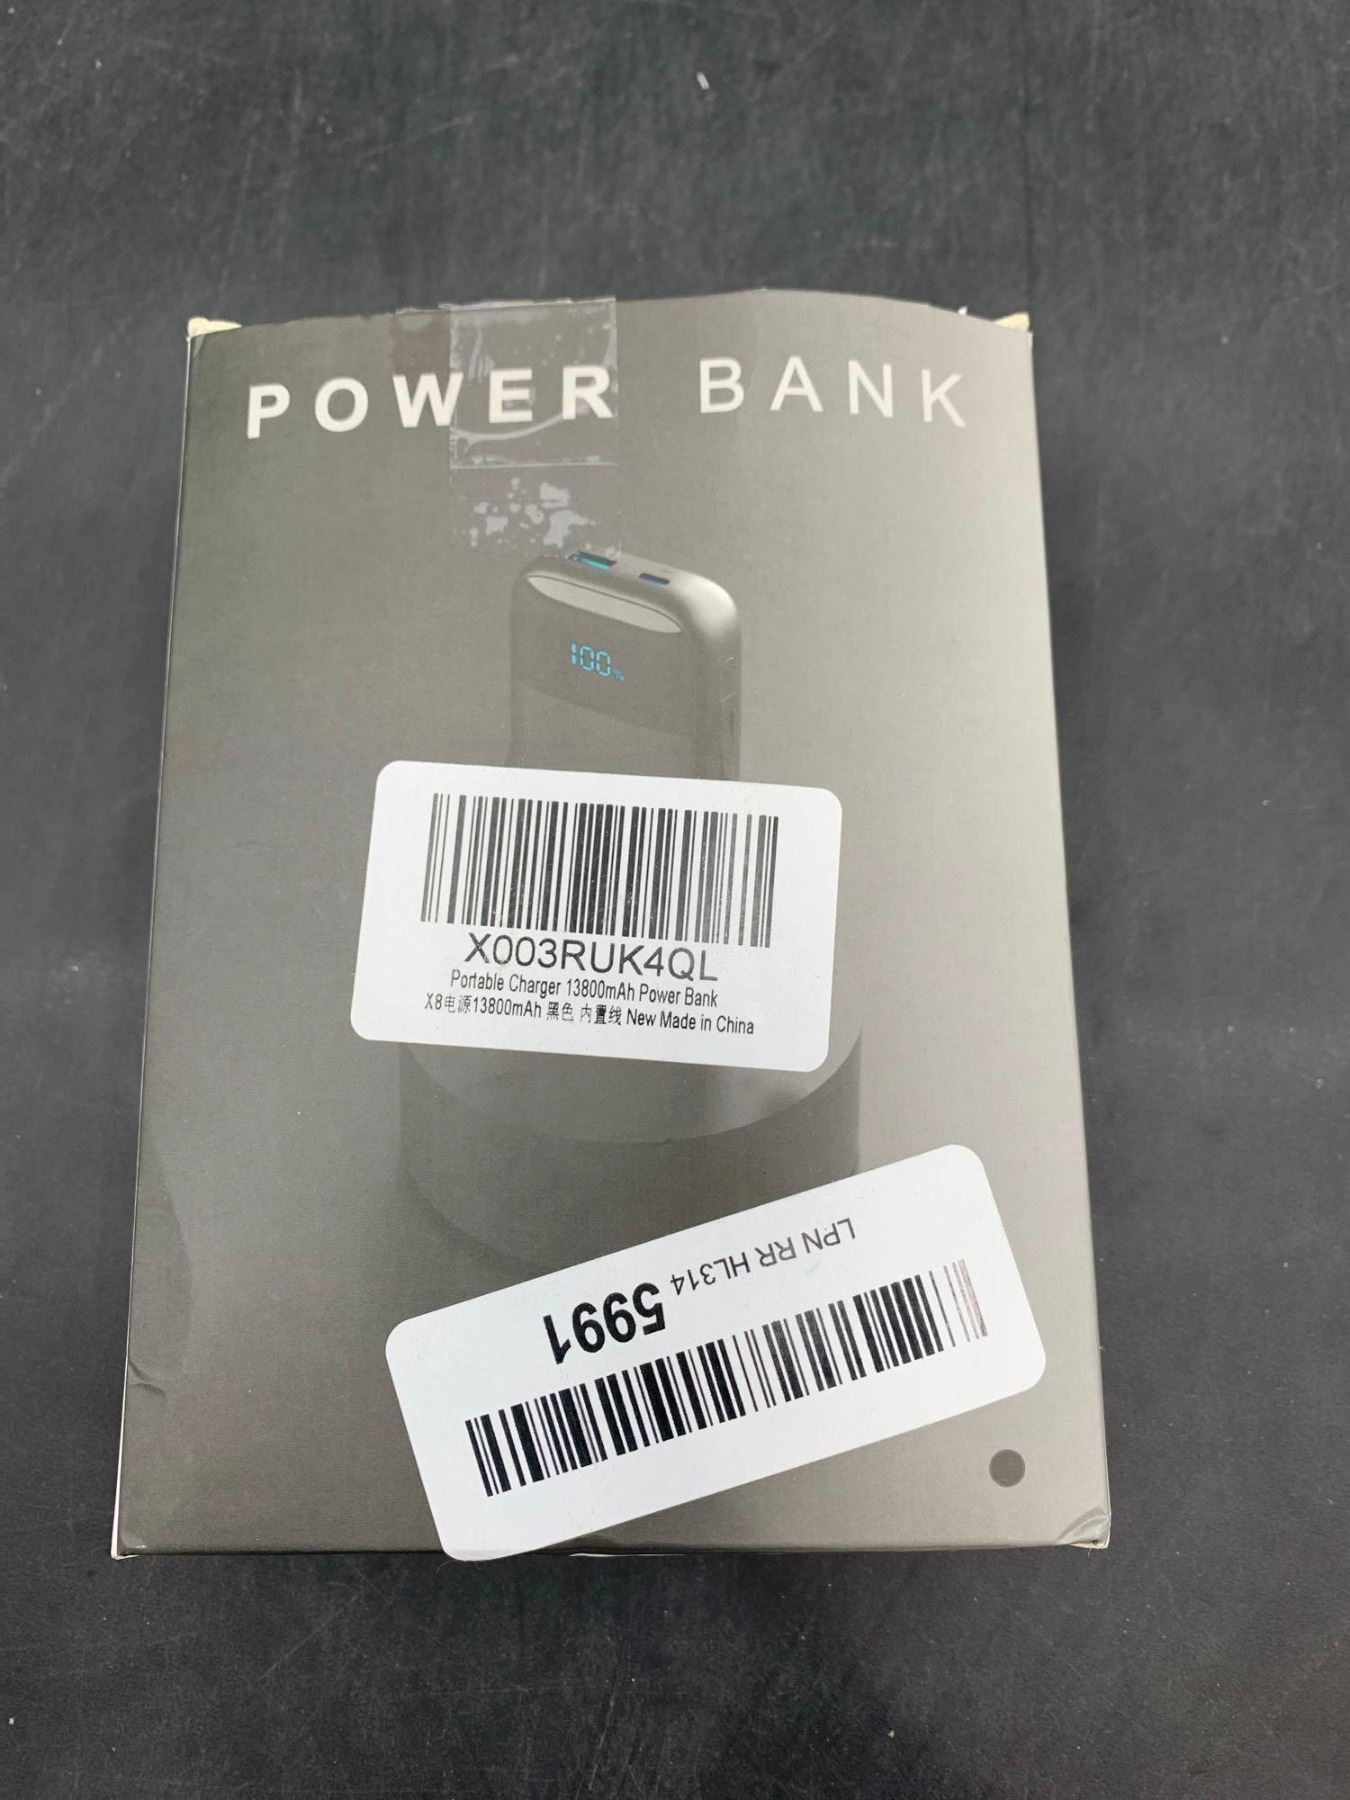 POWER BANK
100%
X003RUK4QL
Portable Charger 13800mAh Power Bank
X8电源13800mAh 黑色 内置线 New Made in China
LPN RR HL314 5991